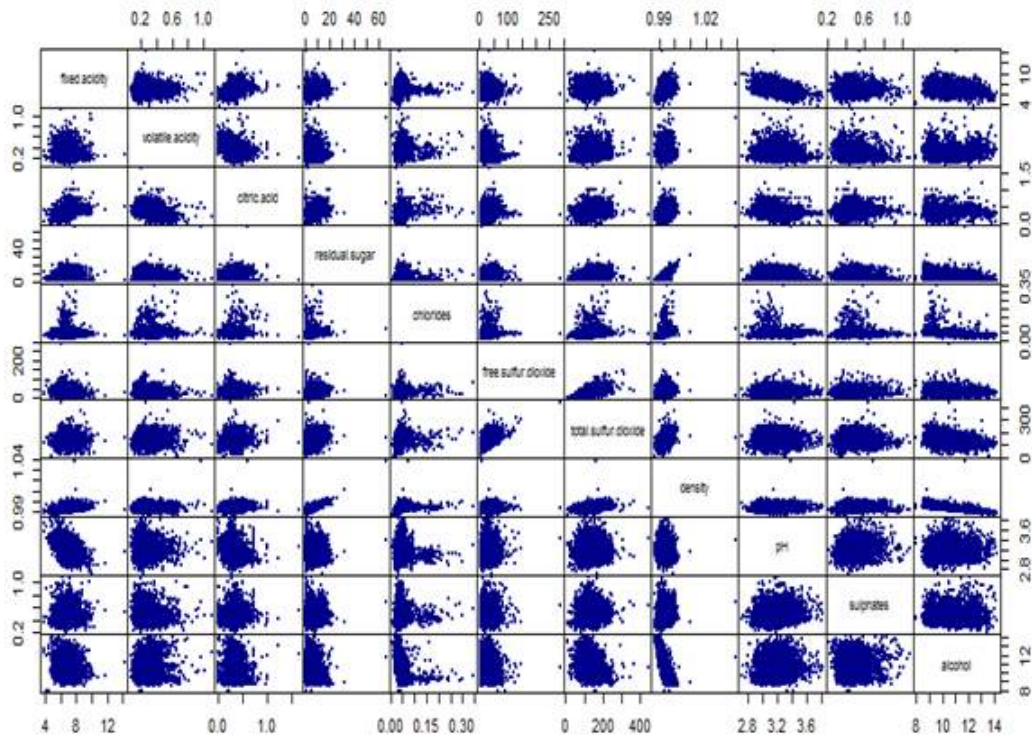 0.2 0.6 1.0
0 20 40 60
0 100 250
0.99 1.02
0.2 0.6 1.0
fixed acidity
4 10
1.0
0.2
volatile acidity
citric acid
1.5
0.0
40
0
residual sugar
chlorides
0.35
0.00
200
0
free sulfur dioxide
total sulfur dioxide
300
0
1.04
0.99
density
pH
3.6
2.8
1.0
0.2
sulphates
alcohol
12
8
4 8 12
0.0 1.0
0.00 0.15 0.30
0 200 400
2.8 3.2 3.6
8 10 12 14